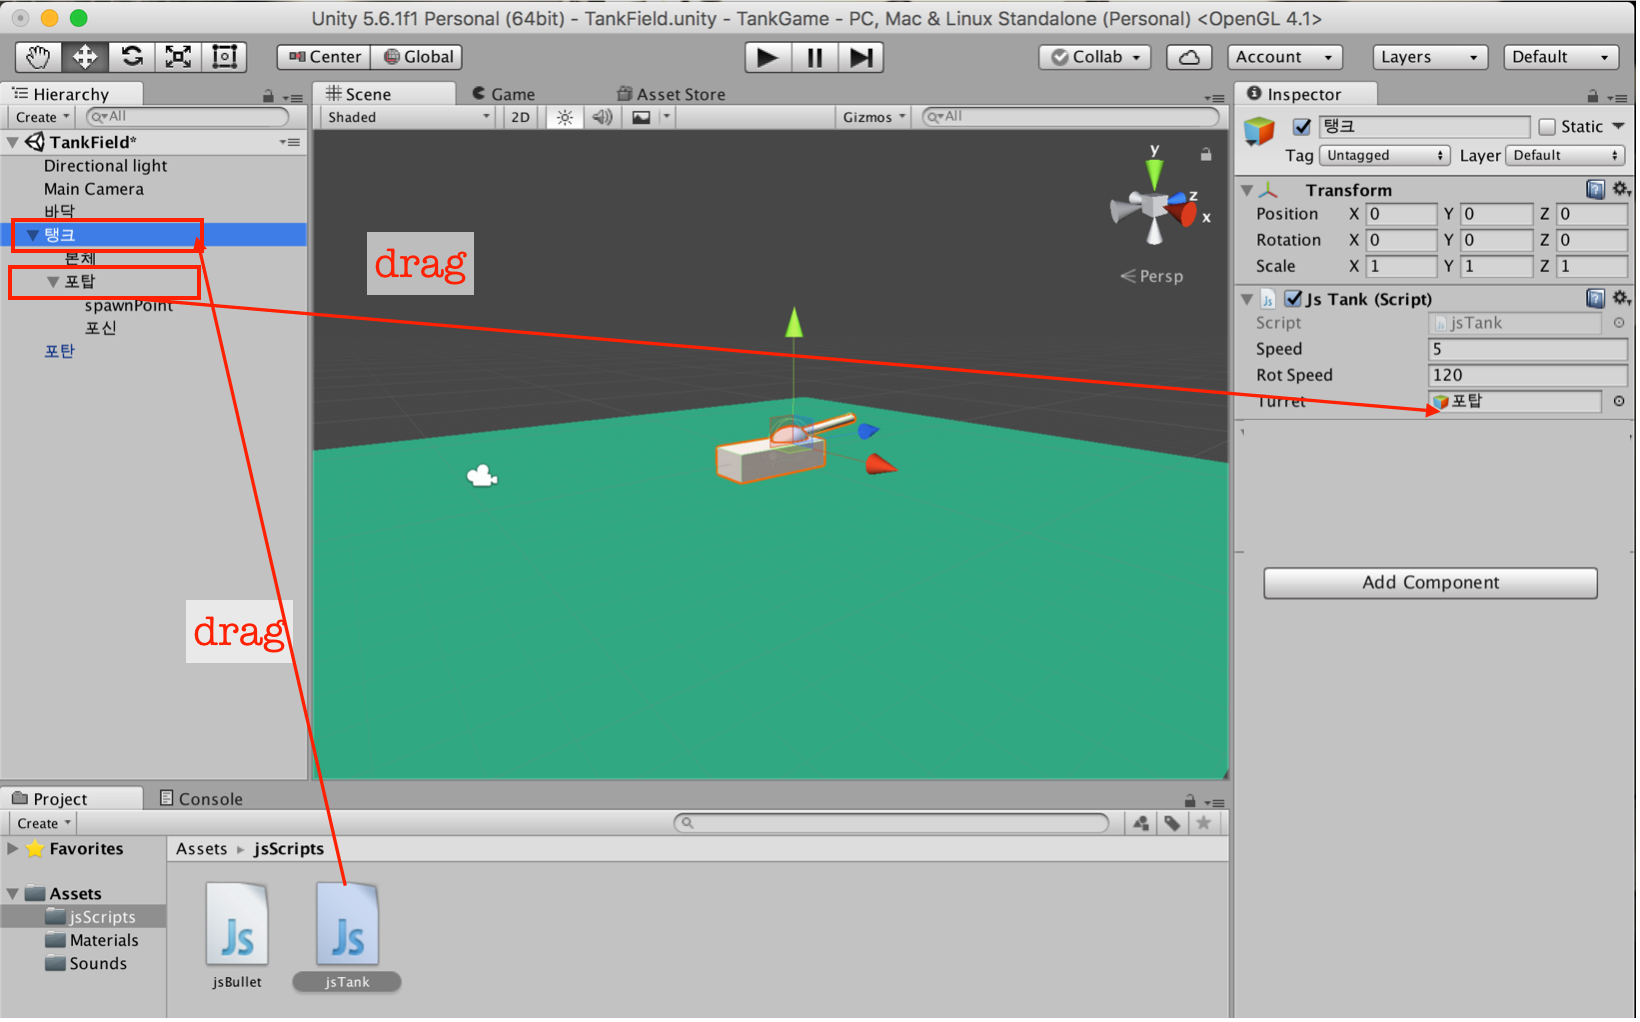 Unity 5.6.1f1 Personal (64bit) - TankField.unity - TankGame - PC, Mac & Linux Standalone (Personal) <OpenGL 4.1>
Center Global Collab Account Layers Default
Hierarchy
Create All
TankField*
Directional light
Main Camera
바닥
탱크
본체
포탑
spawnPoint
포신
포탄
Scene Game Asset Store
Shaded 2D Gizmos All
y
z
x
Persp
drag
drag
Inspector
탱크 Static
Tag Untagged Layer Default
Transform
Position X 0 Y 0 Z 0
Rotation X 0 Y 0 Z 0
Scale X 1 Y 1 Z 1
Js Tank (Script)
Script jsTank
Speed 5
Rot Speed 120
Turret 포탑
Add Component
Project Console
Create
Favorites
Assets
jsScripts
Materials
Sounds
Assets jsScripts
Js Js
jsBullet jsTank